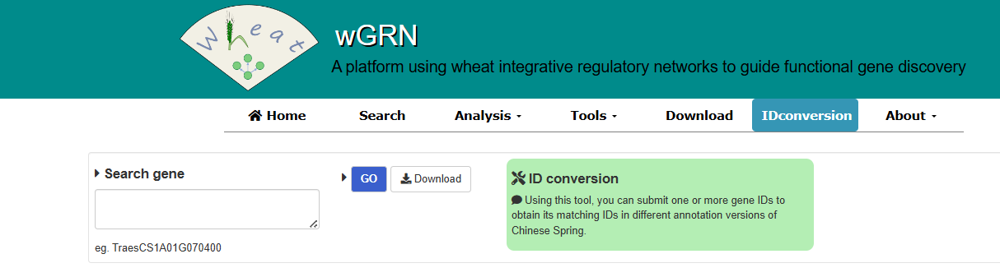 Wheat
wGRN
A platform using wheat integrative regulatory networks to guide functional gene discovery
Home Search Analysis Tools Download IDconversion About
Search gene
GO Download
eg. TraesCS1A01G070400
ID conversion
Using this tool, you can submit one or more gene IDs to
obtain its matching IDs in different annotation versions of
Chinese Spring.